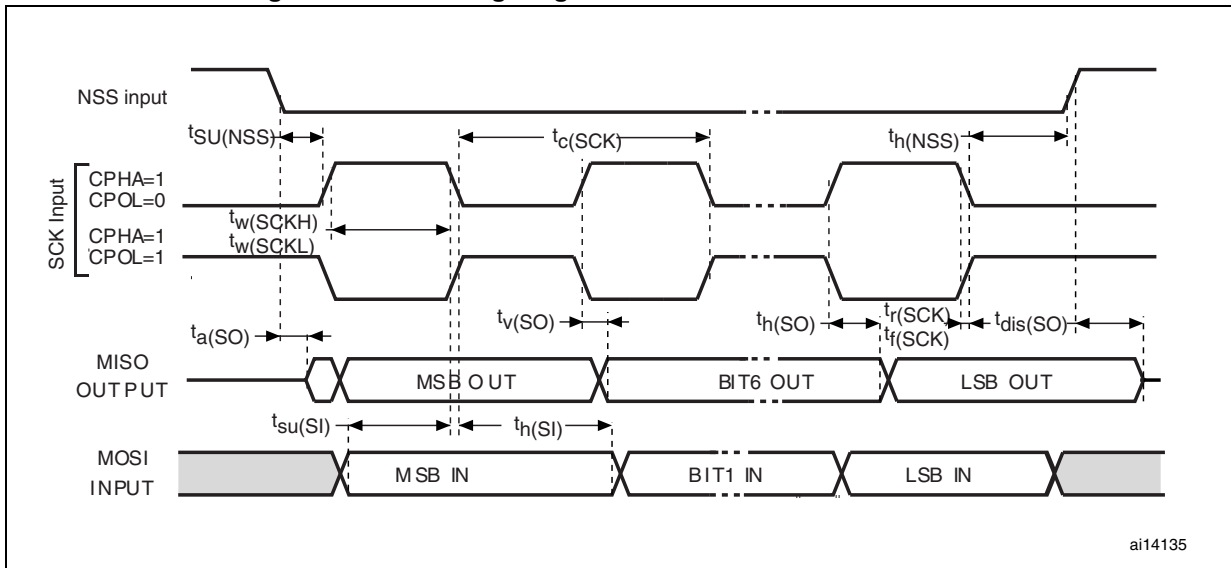 NSS input
tSU(NSS)
tc(SCK)
th(NSS)
SCK Input
CPHA=1
CPOL=0
tw(SCKH)
CPHA=1
tw(SCKL)
CPOL=1
ta(SO)
tv(SO)
th(SO)
tr(SCK)
tf(SCK)
tdis(SO)
MISO
OUTPUT
MSB OUT
BIT6 OUT
LSB OUT
tsu(SI)
th(SI)
MOSI
INPUT
MSB IN
BIT1 IN
LSB IN
ai14135